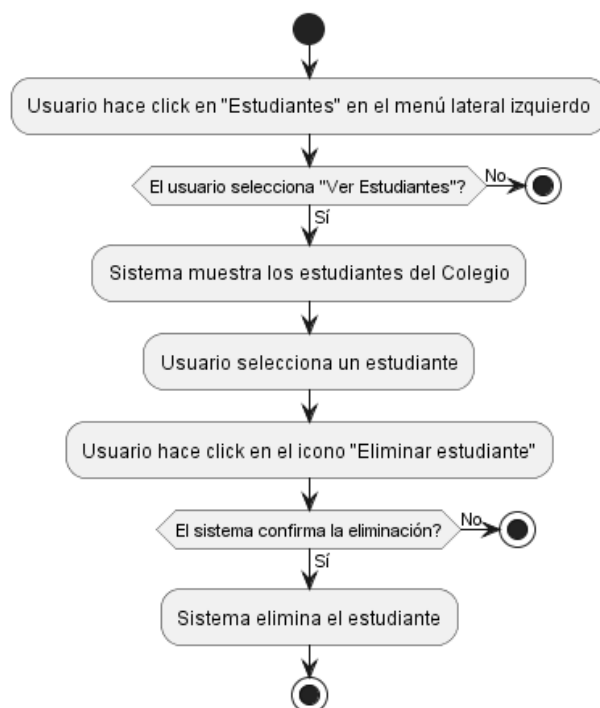 Usuario hace click en "Estudiantes" en el menú lateral izquierdo
El usuario selecciona "Ver Estudiantes"?
No
Sí
Sistema muestra los estudiantes del Colegio
Usuario selecciona un estudiante
Usuario hace click en el icono "Eliminar estudiante"
El sistema confirma la eliminación?
No
Sí
Sistema elimina el estudiante